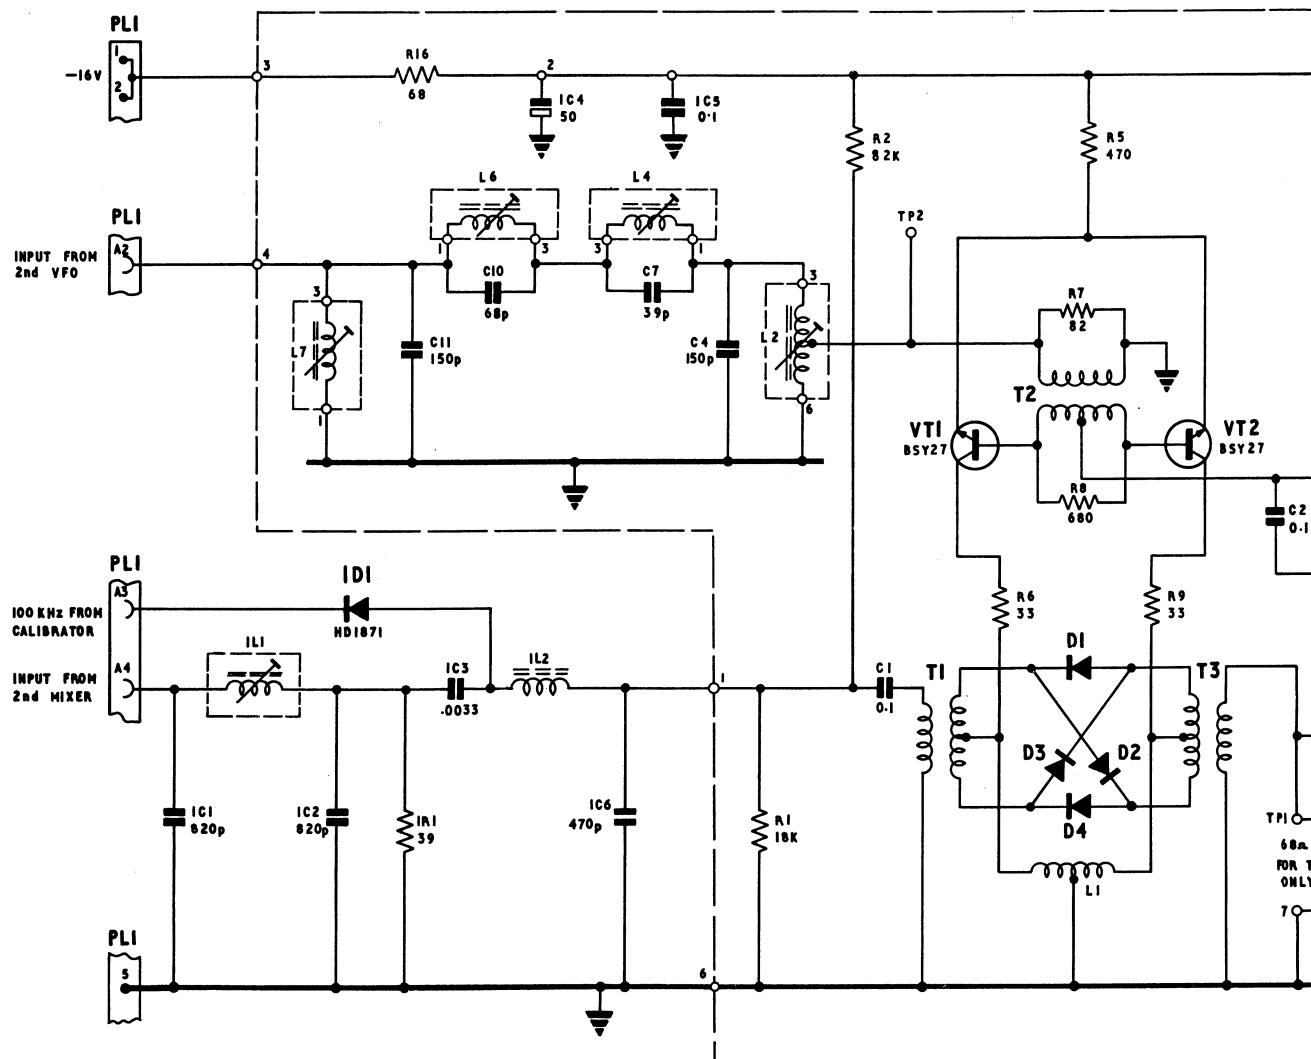 PL1
1
2
-16V
3
R16
68
2
1C4
50
1C5
0·1
R2
82K
R5
470
PL1
A2
INPUT FROM
2nd VFO
4
L6
1
3
C10
68p
L4
3
1
C7
39p
TP2
R7
82
3
L7
1
C11
150p
C4
150p
3
L2
6
T2
VT1
BSY27
VT2
BSY27
R8
680
C2
0·1
PL1
A3
100 KHz FROM
CALIBRATOR
1D1
HD1871
R6
33
R9
33
A4
INPUT FROM
2nd MIXER
1L1
1C3
.0033
1L2
1
C1
0·1
T1
D1
T3
D3
D2
D4
1C1
820p
1C2
820p
1R1
39
1C6
470p
R1
18K
L1
TP1
68Ω
FOR T
ONLY
7
PL1
5
6